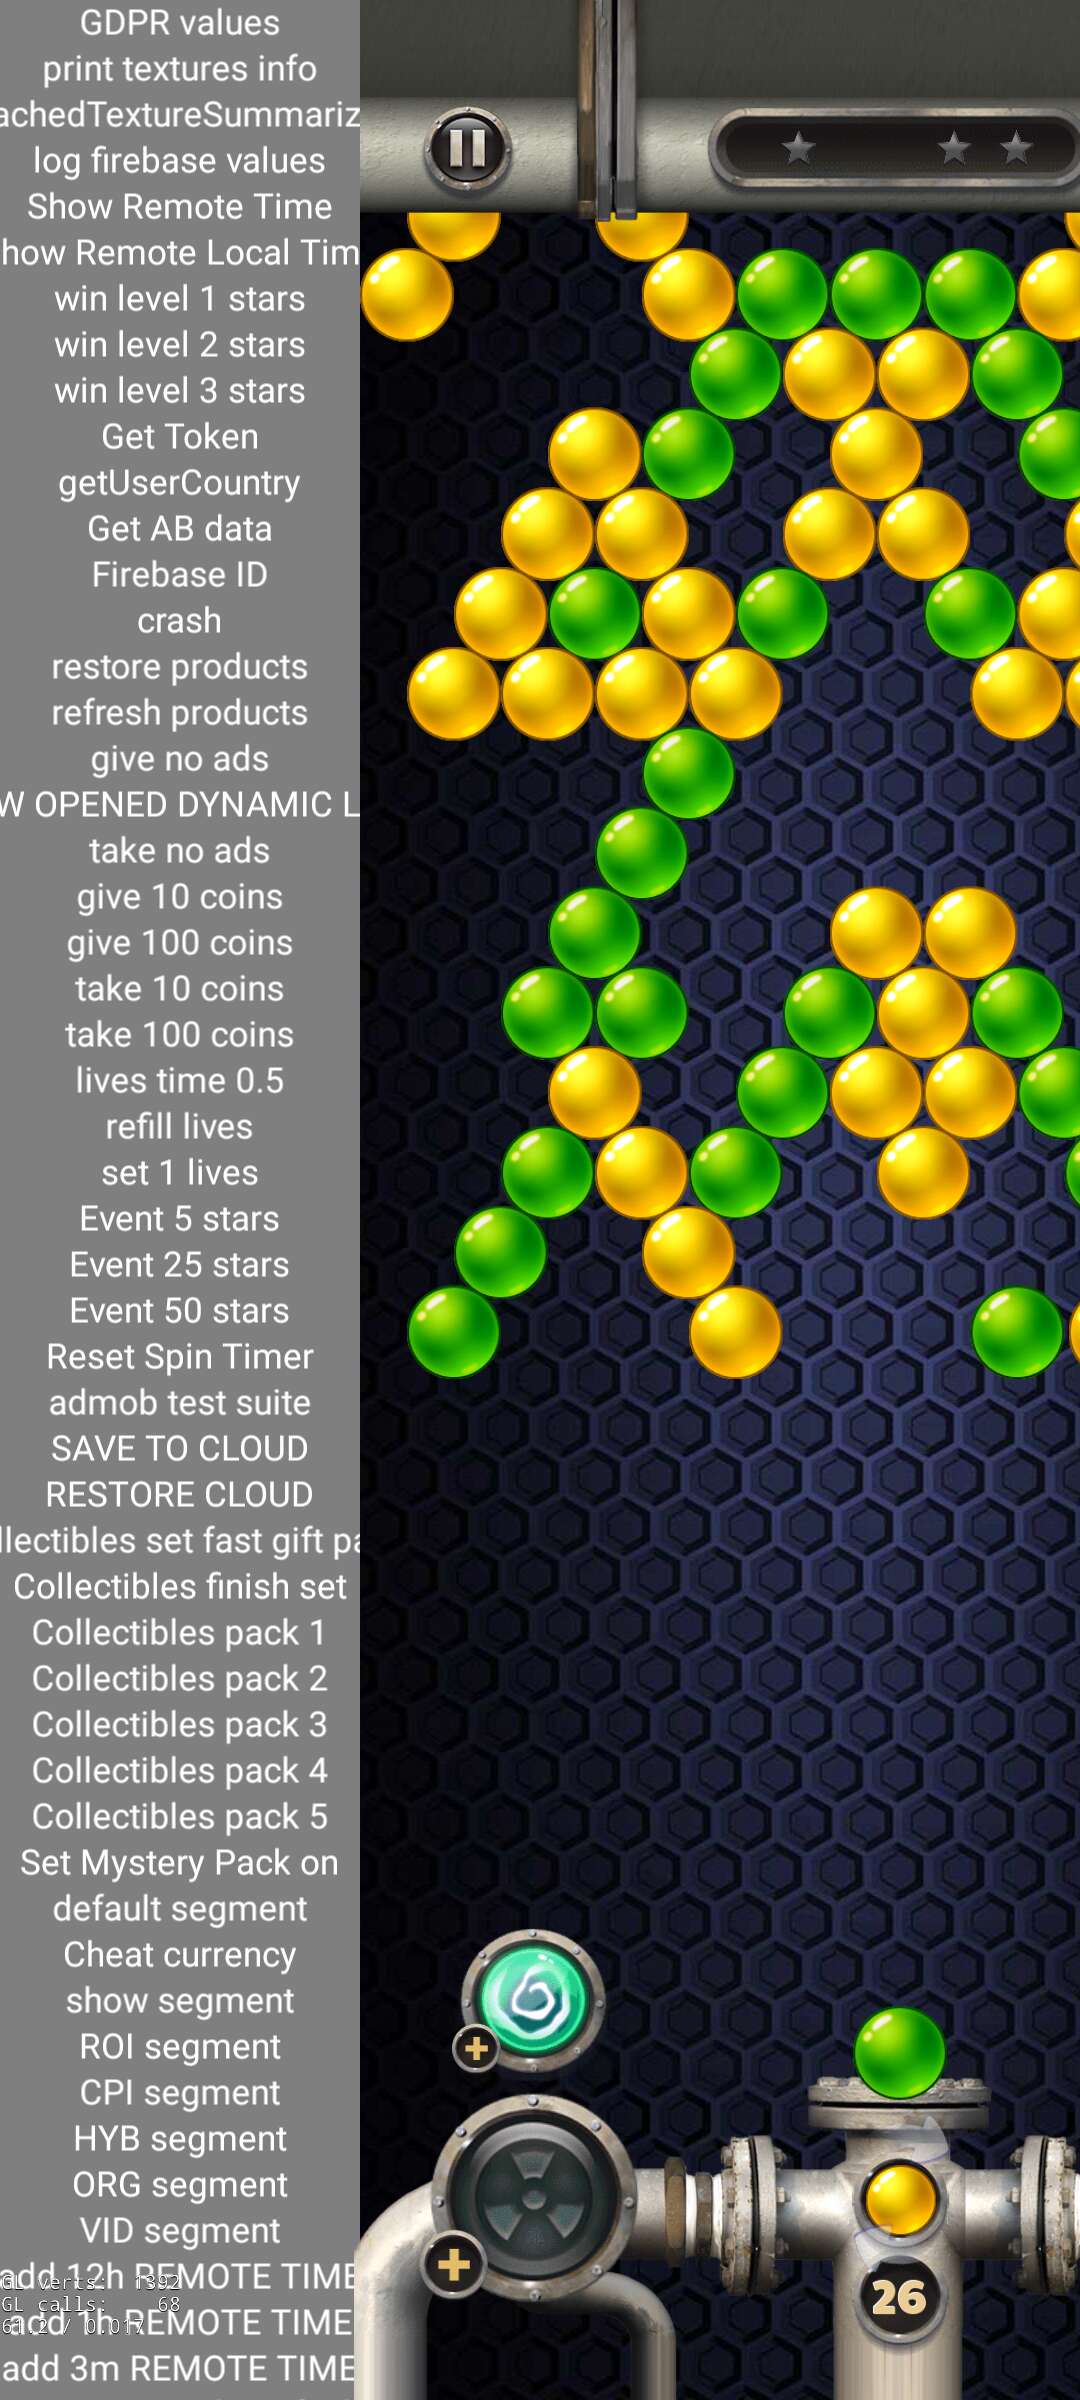 GDPR values
print textures info
achedTextureSummariz
log firebase values
Show Remote Time
how Remote Local Tim
win level 1 stars
win level 2 stars
win level 3 stars
Get Token
getUserCountry
Get AB data
Firebase ID
crash
restore products
refresh products
give no ads
W OPENED DYNAMIC L
take no ads
give 10 coins
give 100 coins
take 10 coins
take 100 coins
lives time 0.5
refill lives
set 1 lives
Event 5 stars
Event 25 stars
Event 50 stars
Reset Spin Timer
admob test suite
SAVE TO CLOUD
RESTORE CLOUD
llectibles set fast gift pa
Collectibles finish set
Collectibles pack 1
Collectibles pack 2
Collectibles pack 3
Collectibles pack 4
Collectibles pack 5
Set Mystery Pack on
default segment
Cheat currency
show segment
ROI segment
CPI segment
HYB segment
ORG segment
VID segment
add 12h REMOTE TIME
GL verts: 1392
GL calls: 68
add 1h REMOTE TIME
61.2 / 0.017
add 3m REMOTE TIME
26